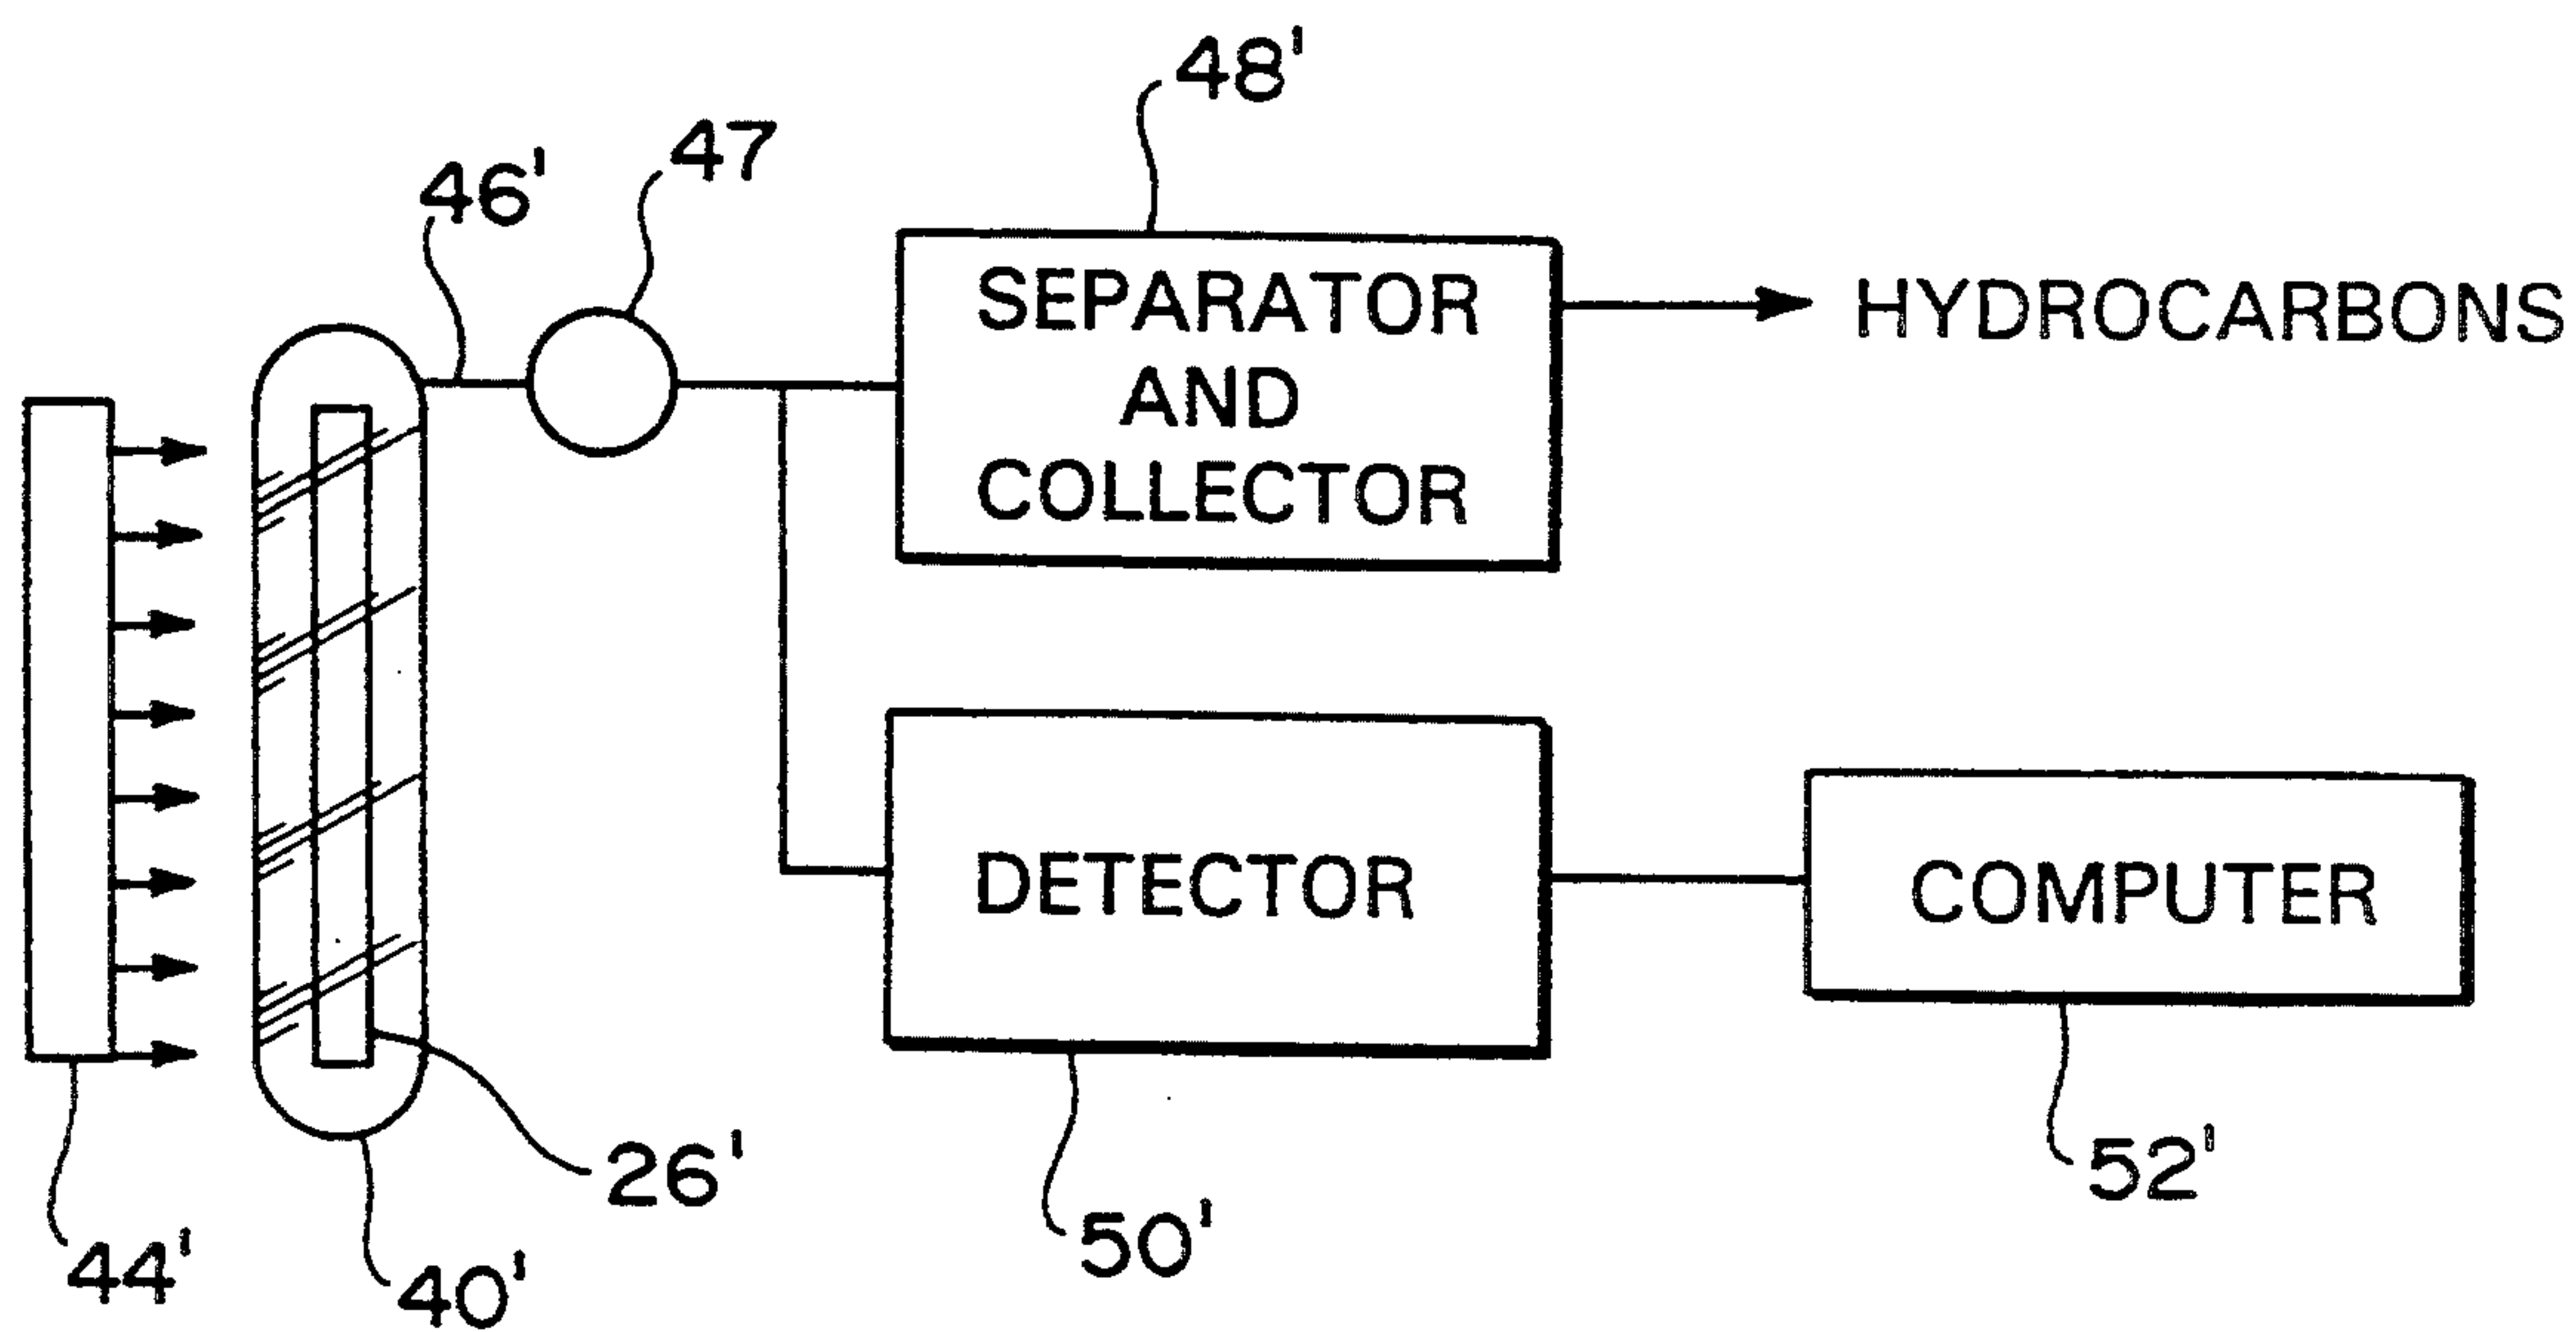 48'
47
46'
SEPARATOR
AND
COLLECTOR
HYDROCARBONS
DETECTOR
COMPUTER
26'
52'
50'
44'
40'